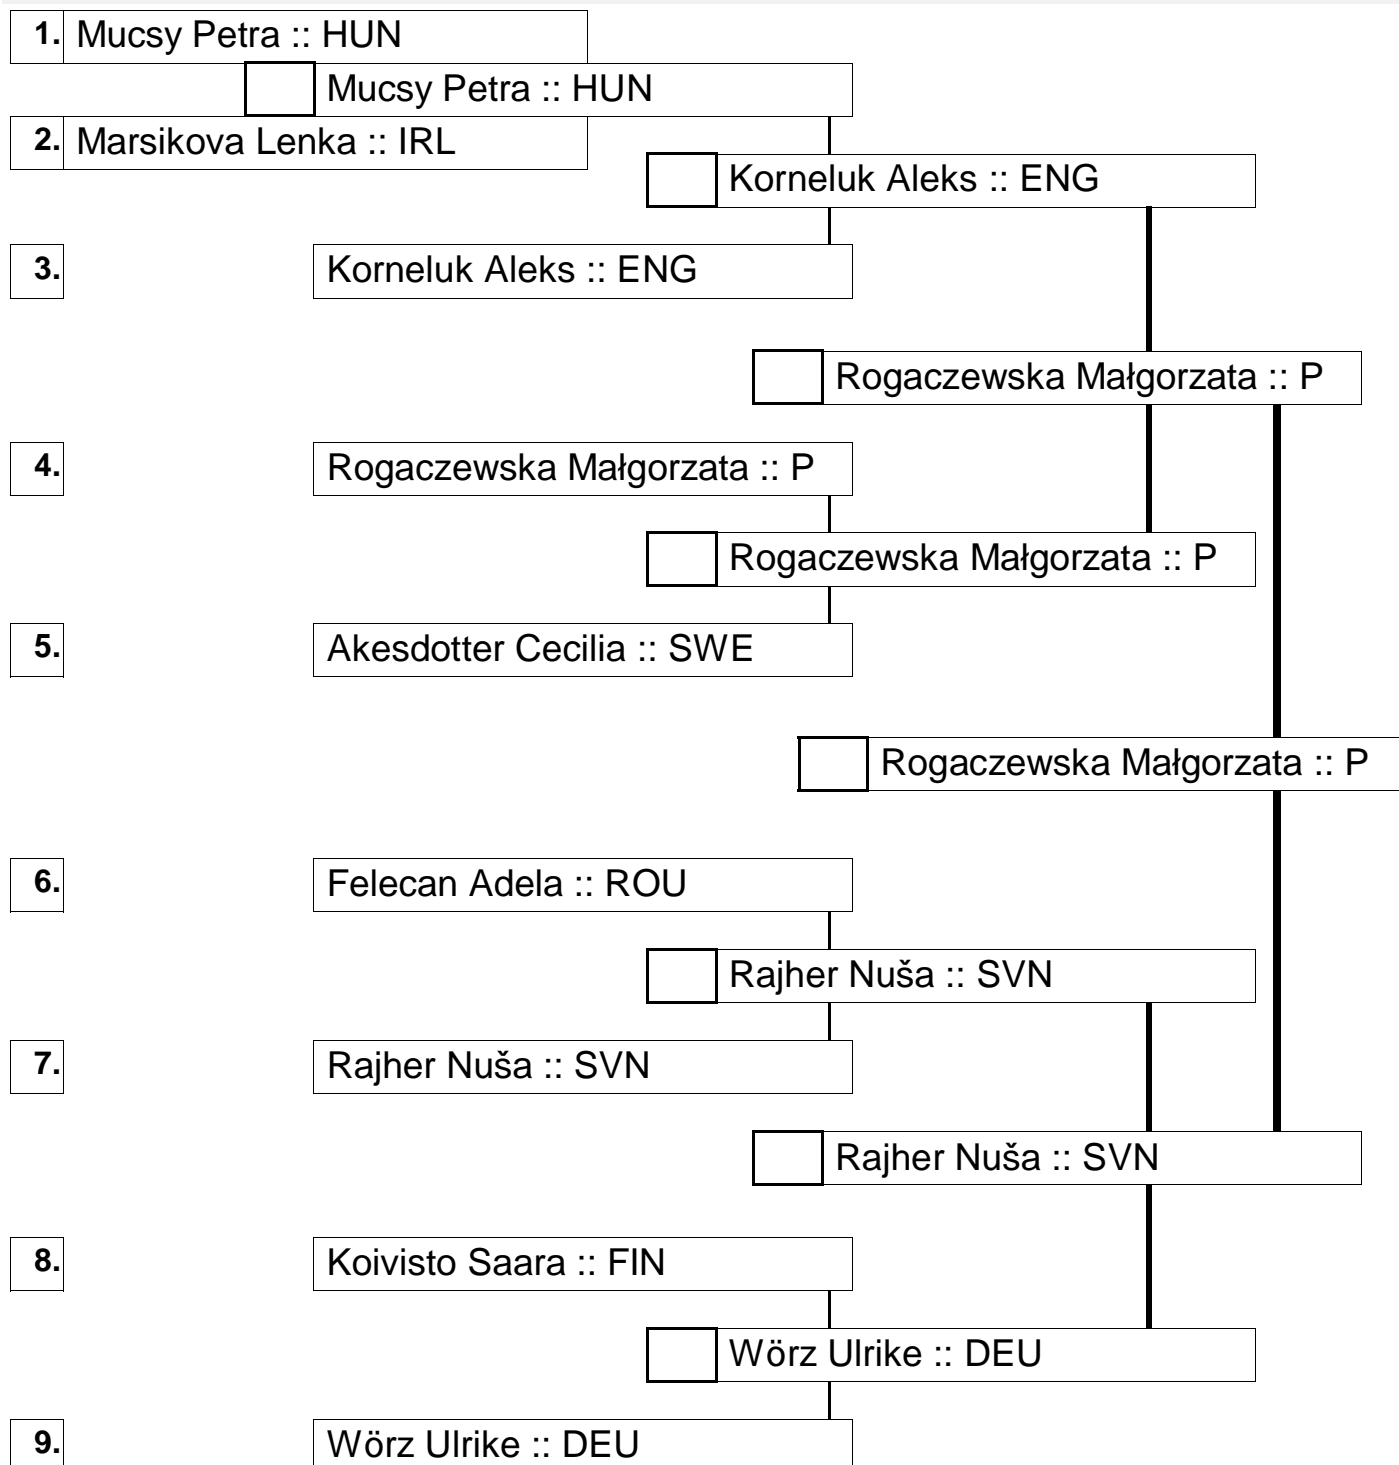 1. Mucsy Petra :: HUN
Mucsy Petra :: HUN
2. Marsikova Lenka :: IRL
Korneluk Aleks :: ENG
3. Korneluk Aleks :: ENG
Rogaczewska Małgorzata :: P
4. Rogaczewska Małgorzata :: P
Rogaczewska Małgorzata :: P
5. Akesdotter Cecilia :: SWE
Rogaczewska Małgorzata :: P
6. Felecan Adela :: ROU
Rajher Nuša :: SVN
7. Rajher Nuša :: SVN
Rajher Nuša :: SVN
8. Koivisto Saara :: FIN
Wörz Ulrike :: DEU
9. Wörz Ulrike :: DEU